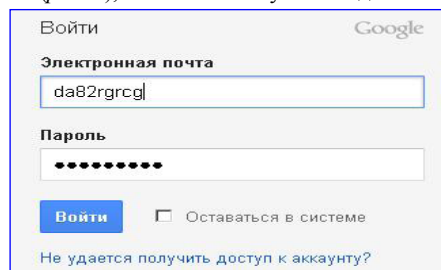 Войти Google
Электронная почта
da82rgrcg
Пароль
●●●●●●●●●
Войти Оставаться в системе
Не удается получить доступ к аккаунту?